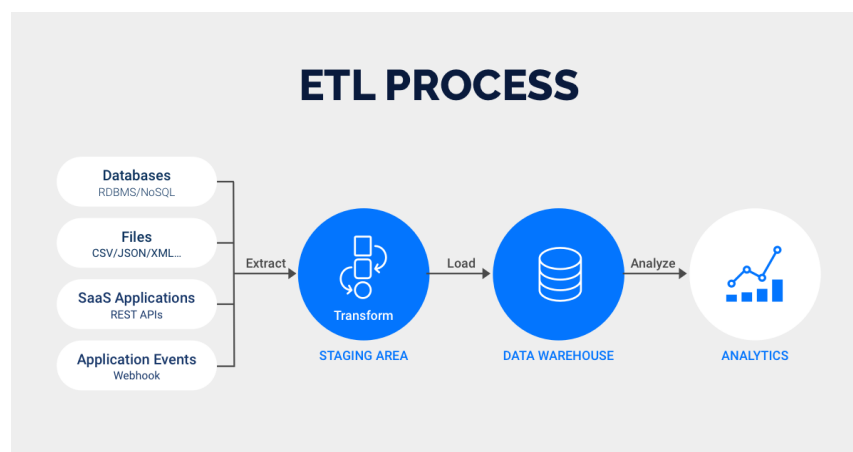 ETL PROCESS
Databases
RDBMS/NoSQL
Files
CSV/JSON/XML...
SaaS Applications
REST APIs
Application Events
Webhook
Extract
Transform
STAGING AREA
Load
DATA WAREHOUSE
Analyze
ANALYTICS